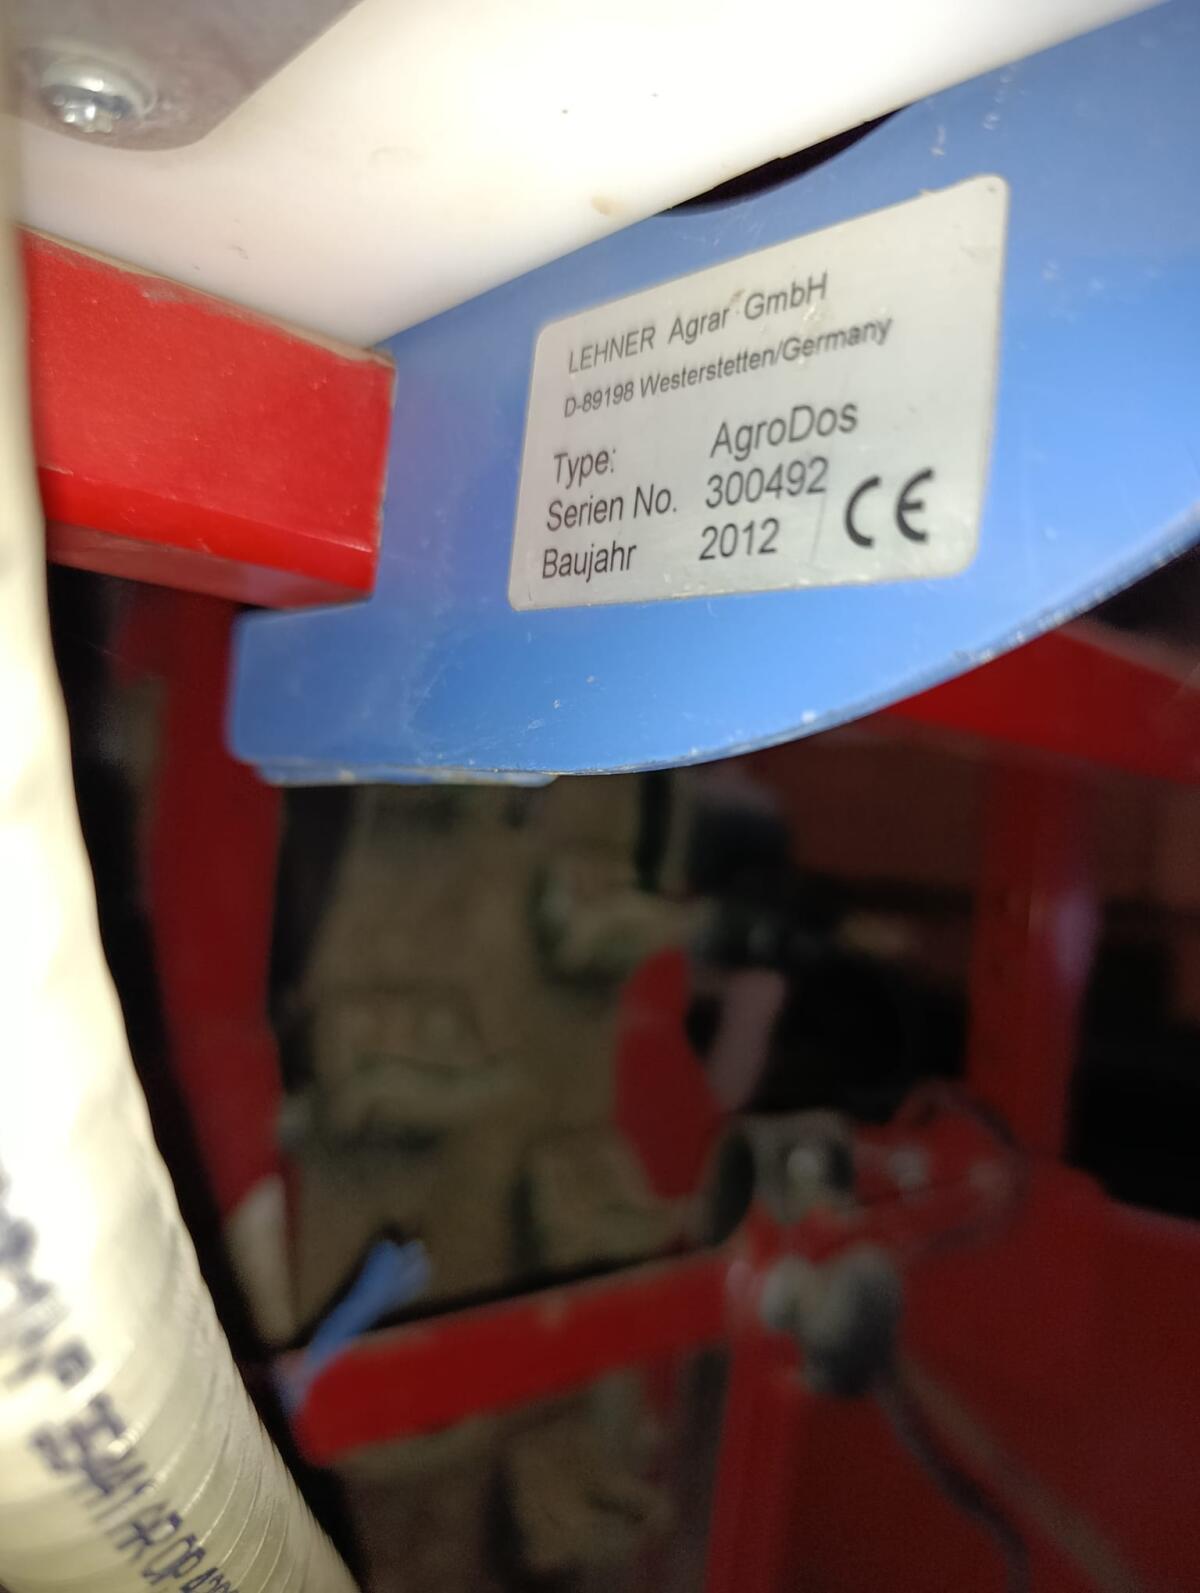 LEHNER Agrar GmbH
D-89198 Westerstetten/Germany
Type: AgroDos
Serien No. 300492
Baujahr 2012 CE